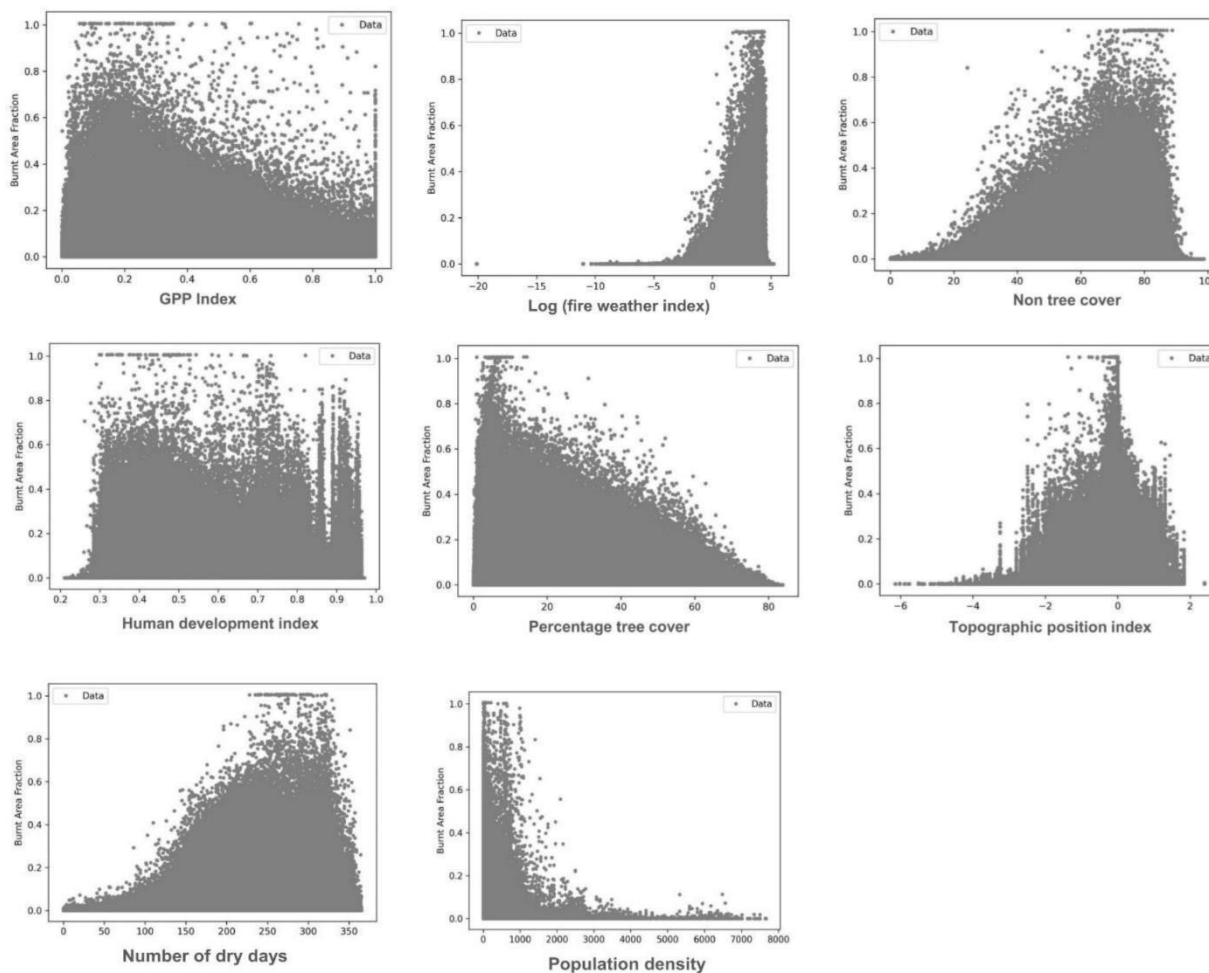 Data
Burnt Area Fraction
1.0
0.8
0.6
0.4
0.2
0.0
0.0 0.2 0.4 0.6 0.8 1.0
GPP Index
Data
Burnt Area Fraction
1.0
0.8
0.6
0.4
0.2
0.0
−20 −15 −10 −5 0 5
Log (fire weather index)
Data
Burnt Area Fraction
1.0
0.8
0.6
0.4
0.2
0.0
0 20 40 60 80 100
Non tree cover
Data
Burnt Area Fraction
1.0
0.8
0.6
0.4
0.2
0.0
0.2 0.3 0.4 0.5 0.6 0.7 0.8 0.9 1.0
Human development index
Data
Burnt Area Fraction
1.0
0.8
0.6
0.4
0.2
0.0
0 20 40 60 80
Percentage tree cover
Data
Burnt Area Fraction
1.0
0.8
0.6
0.4
0.2
0.0
−6 −4 −2 0 2
Topographic position index
Data
Burnt Area Fraction
1.0
0.8
0.6
0.4
0.2
0.0
0 50 100 150 200 250 300 350
Number of dry days
Data
Burnt Area Fraction
1.0
0.8
0.6
0.4
0.2
0.0
0 1000 2000 3000 4000 5000 6000 7000 8000
Population density